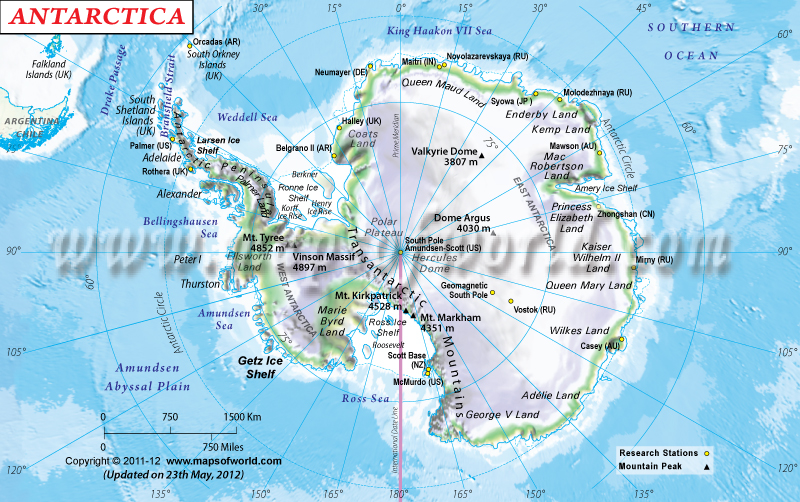 ANTARCTICA
Falkland
Islands (UK)
ARGENTINA
CHILE
Drake Passage
Bransfield Strait
Orcadas (AR)
South Orkney
Islands
(UK)
South
Shetland
Islands
(UK)
Palmer (US)
Adelaide
Rothera (UK)
Alexander
Larsen Ice
Shelf
Antarctic Peninsula
Palmer Land
Weddell Sea
King Haakon VII Sea
SOUTHERN
OCEAN
Neumayer (DE)
Maitri (IN)
Novolazarevskaya (RU)
Queen Maud Land
Syowa (JP)
Molodezhnaya (RU)
Enderby Land
Kemp Land
Mawson (AU)
Mac
Robertson
Land
Amery Ice Shelf
Antarctic Circle
Halley (UK)
Coats
Land
Belgrano II (AR)
Berkner
Ronne Ice
Shelf
Korff
Ice Rise
Henry
Ice Rise
Prime Meridian
Valkyrie Dome
3807 m
75°
EAST ANTARCTICA
Dome Argus
4030 m
Princess
Elizabeth
Land
Zhongshan (CN)
Polar
Plateau
South Pole
Amundsen-Scott (US)
Hercules
Dome
Kaiser
Wilhelm II
Land
Mirny (RU)
Queen Mary Land
Geomagnetic
South Pole
Vostok (RU)
Wilkes Land
Casey (AU)
Adélie Land
George V Land
Bellingshausen
Sea
Peter I
Thurston
Mt. Tyree
4852 m
Vinson Massif
4897 m
Ellsworth
Land
WEST ANTARCTICA
Transantarctic Mountains
Mt. Kirkpatrick
4528 m
Mt. Markham
4351 m
Marie
Byrd
Land
Ross Ice
Shelf
Roosevelt
Scott Base
(NZ)
McMurdo (US)
75°
Getz Ice
Shelf
Ross Sea
Amundsen
Sea
Antarctic Circle
Amundsen
Abyssal Plain
International Date Line
60°
45°
30°
15°
0°
15°
30°
45°
60°
60°
75°
90°
60°
90°
105°
105°
120°
120°
135°
150°
165°
180°
165°
150°
135°
0 750 1500 Km
0 750 Miles
Copyright © 2011-12 www.mapsofworld.com
(Updated on 23th May, 2012)
Research Stations
Mountain Peak